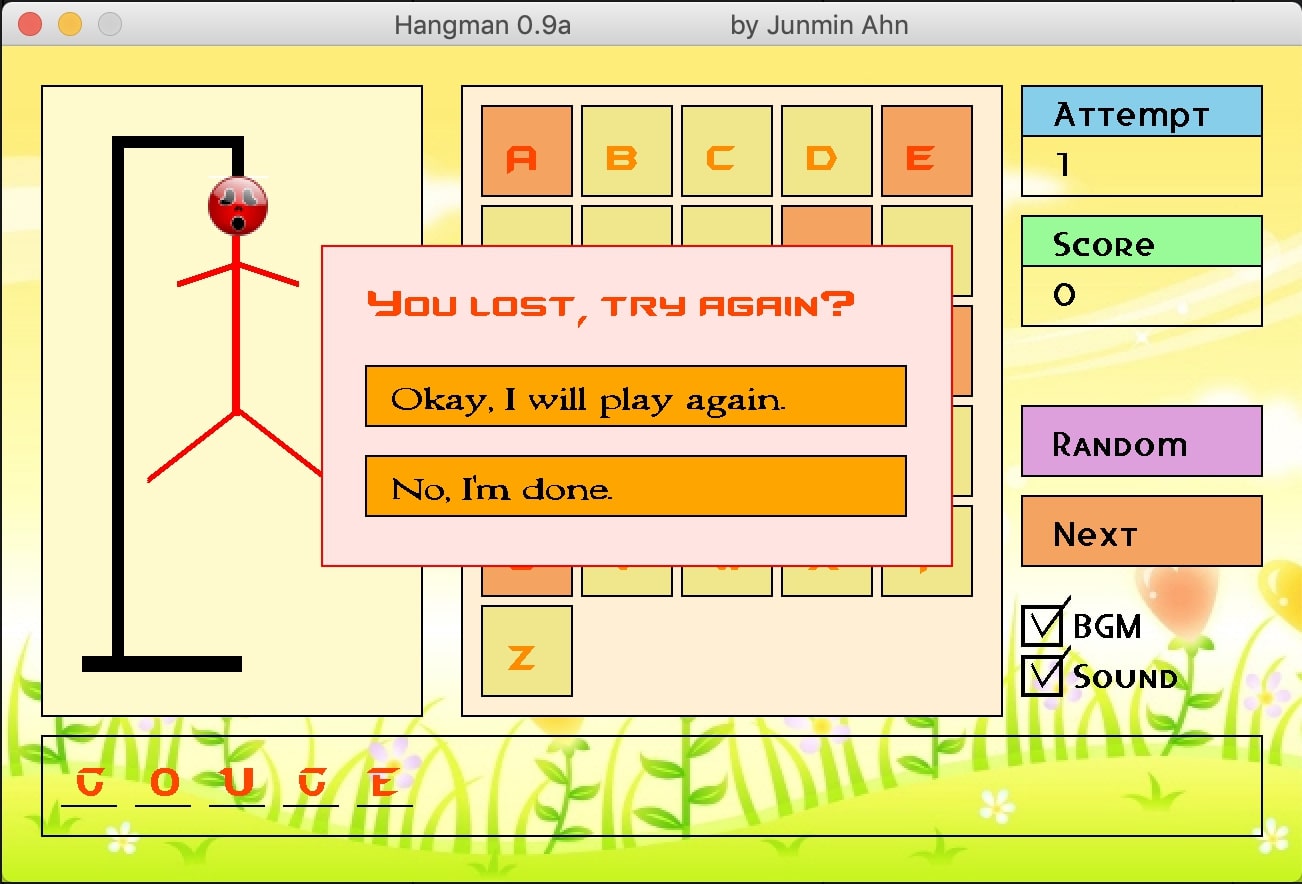 Hangman 0.9a by Junmin Ahn
A B C D E
Attempt
1
Score
0
You lost, try again?
Okay, I will play again.
No, I'm done.
Random
Next
BGM
Sound
Z
G O U G E